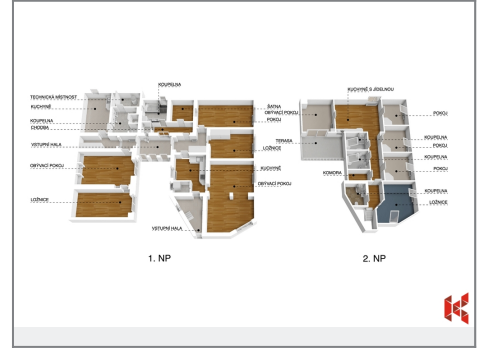 KOUPELNA
TECHNICKÁ MÍSTNOST
KUCHYNĚ
KOUPELNA
CHODBA
VSTUPNÍ HALA
OBÝVACÍ POKOJ
LOŽNICE
VSTUPNÍ HALA
ŠATNA
OBÝVACÍ POKOJ
POKOJ
LOŽNICE
KUCHYNĚ
OBÝVACÍ POKOJ
1. NP
KUCHYNĚ S JÍDELNOU
TERASA
KOMORA
POKOJ
KOUPELNA
POKOJ
KOUPELNA
POKOJ
KOUPELNA
LOŽNICE
2. NP